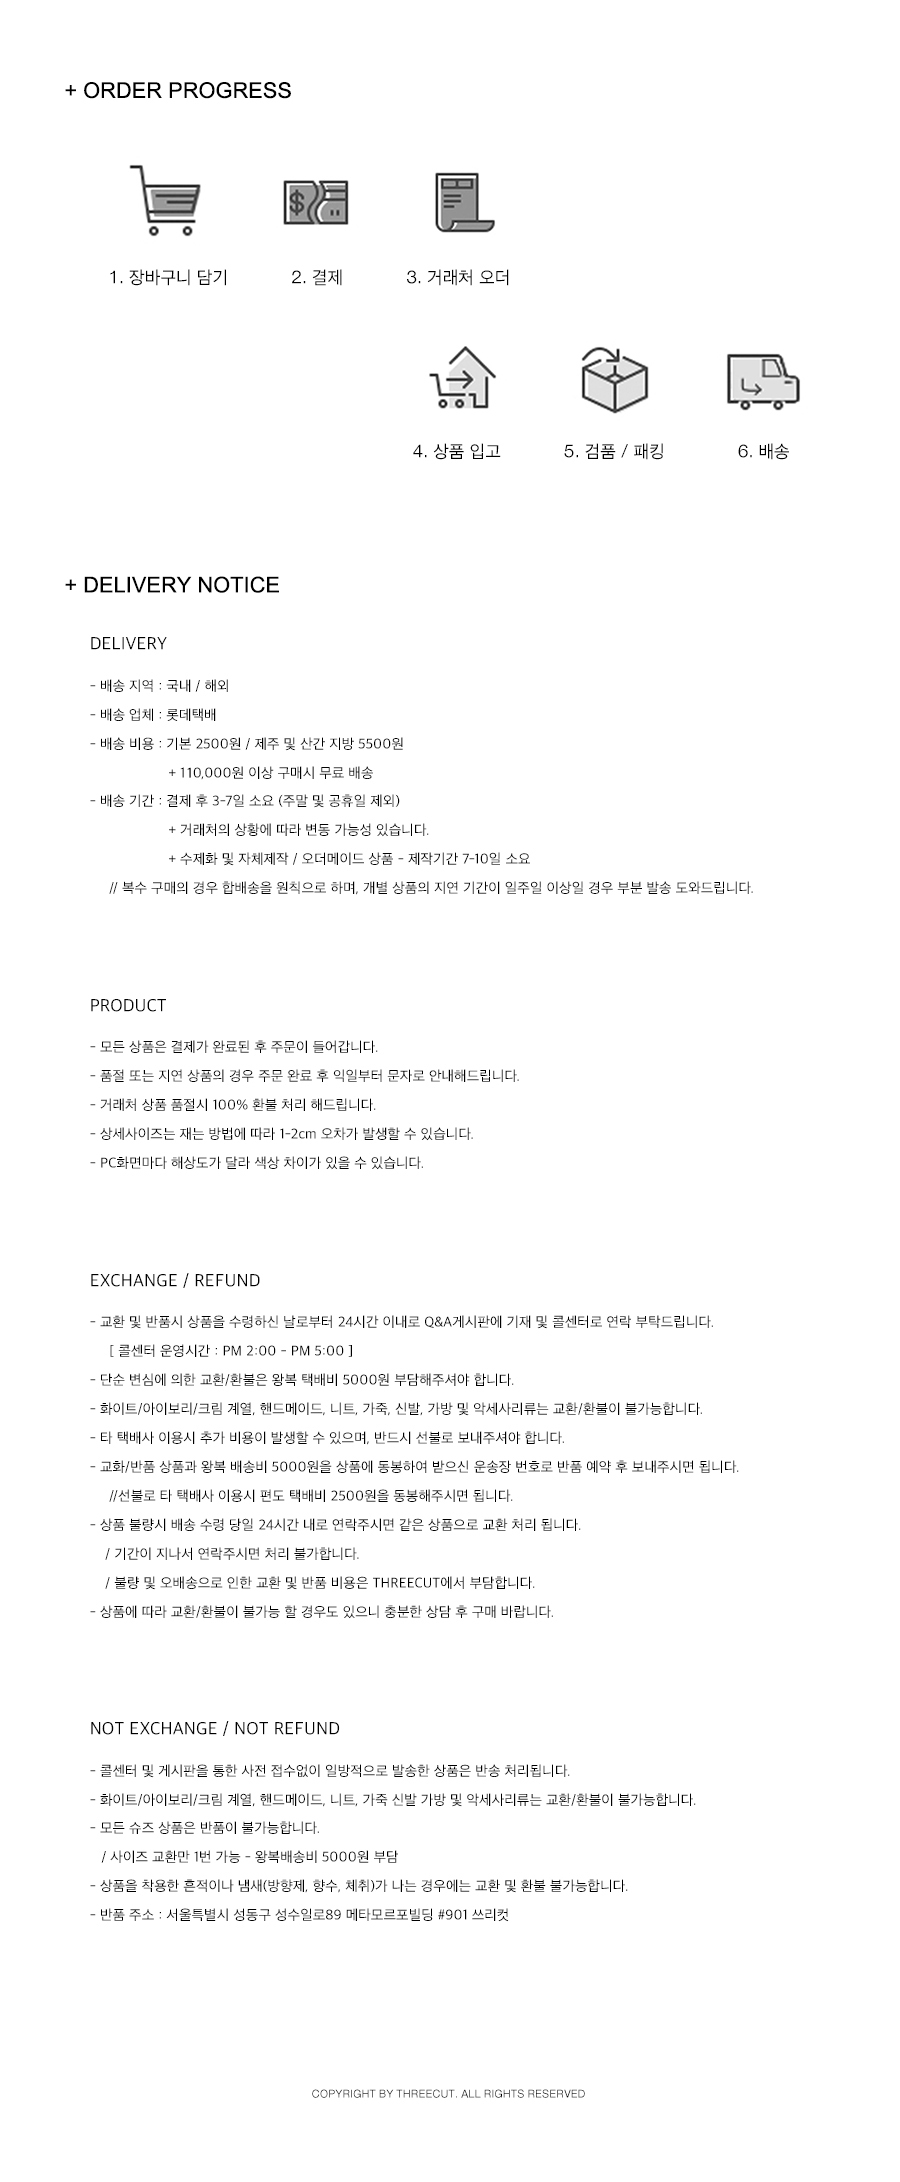 + ORDER PROGRESS
1. 장바구니 담기
2. 결제
3. 거래처 오더
4. 상품 입고
5. 검품 / 패킹
6. 배송
+ DELIVERY NOTICE
DELIVERY
- 배송 지역 : 국내 / 해외
- 배송 업체 : 롯데택배
- 배송 비용 : 기본 2500원 / 제주 및 산간 지방 5500원
+ 110,000원 이상 구매시 무료 배송
- 배송 기간 : 결제 후 3-7일 소요 (주말 및 공휴일 제외)
+ 거래처의 상황에 따라 변동 가능성 있습니다.
+ 수제화 및 자체제작 / 오더메이드 상품 - 제작기간 7-10일 소요
// 복수 구매의 경우 합배송을 원칙으로 하며, 개별 상품의 지연 기간이 일주일 이상일 경우 부분 발송 도와드립니다.
PRODUCT
- 모든 상품은 결제가 완료된 후 주문이 들어갑니다.
- 품절 또는 지연 상품의 경우 주문 완료 후 익일부터 문자로 안내해드립니다.
- 거래처 상품 품절시 100% 환불 처리 해드립니다.
- 상세사이즈는 재는 방법에 따라 1-2cm 오차가 발생할 수 있습니다.
- PC화면마다 해상도가 달라 색상 차이가 있을 수 있습니다.
EXCHANGE / REFUND
- 교환 및 반품시 상품을 수령하신 날로부터 24시간 이내로 Q&A게시판에 기재 및 콜센터로 연락 부탁드립니다.
[ 콜센터 운영시간 : PM 2:00 - PM 5:00 ]
- 단순 변심에 의한 교환/환불은 왕복 택배비 5000원 부담해주셔야 합니다.
- 화이트/아이보리/크림 계열, 핸드메이드, 니트, 가죽, 신발, 가방 및 악세사리류는 교환/환불이 불가능합니다.
- 타 택배사 이용시 추가 비용이 발생할 수 있으며, 반드시 선불로 보내주셔야 합니다.
- 교화/반품 상품과 왕복 배송비 5000원을 상품에 동봉하여 받으신 운송장 번호로 반품 예약 후 보내주시면 됩니다.
//선불로 타 택배사 이용시 편도 택배비 2500원을 동봉해주시면 됩니다.
- 상품 불량시 배송 수령 당일 24시간 내로 연락주시면 같은 상품으로 교환 처리 됩니다.
/ 기간이 지나서 연락주시면 처리 불가합니다.
/ 불량 및 오배송으로 인한 교환 및 반품 비용은 THREECUT에서 부담합니다.
- 상품에 따라 교환/환불이 불가능 할 경우도 있으니 충분한 상담 후 구매 바랍니다.
NOT EXCHANGE / NOT REFUND
- 콜센터 및 게시판을 통한 사전 접수없이 일방적으로 발송한 상품은 반송 처리됩니다.
- 화이트/아이보리/크림 계열, 핸드메이드, 니트, 가죽 신발 가방 및 악세사리류는 교환/환불이 불가능합니다.
- 모든 슈즈 상품은 반품이 불가능합니다.
/ 사이즈 교환만 1번 가능 - 왕복배송비 5000원 부담
- 상품을 착용한 흔적이나 냄새(방향제, 향수, 체취)가 나는 경우에는 교환 및 환불 불가능합니다.
- 반품 주소 : 서울특별시 성동구 성수일로89 메타모르포빌딩 #901 쓰리컷
COPYRIGHT BY THREECUT. ALL RIGHTS RESERVED